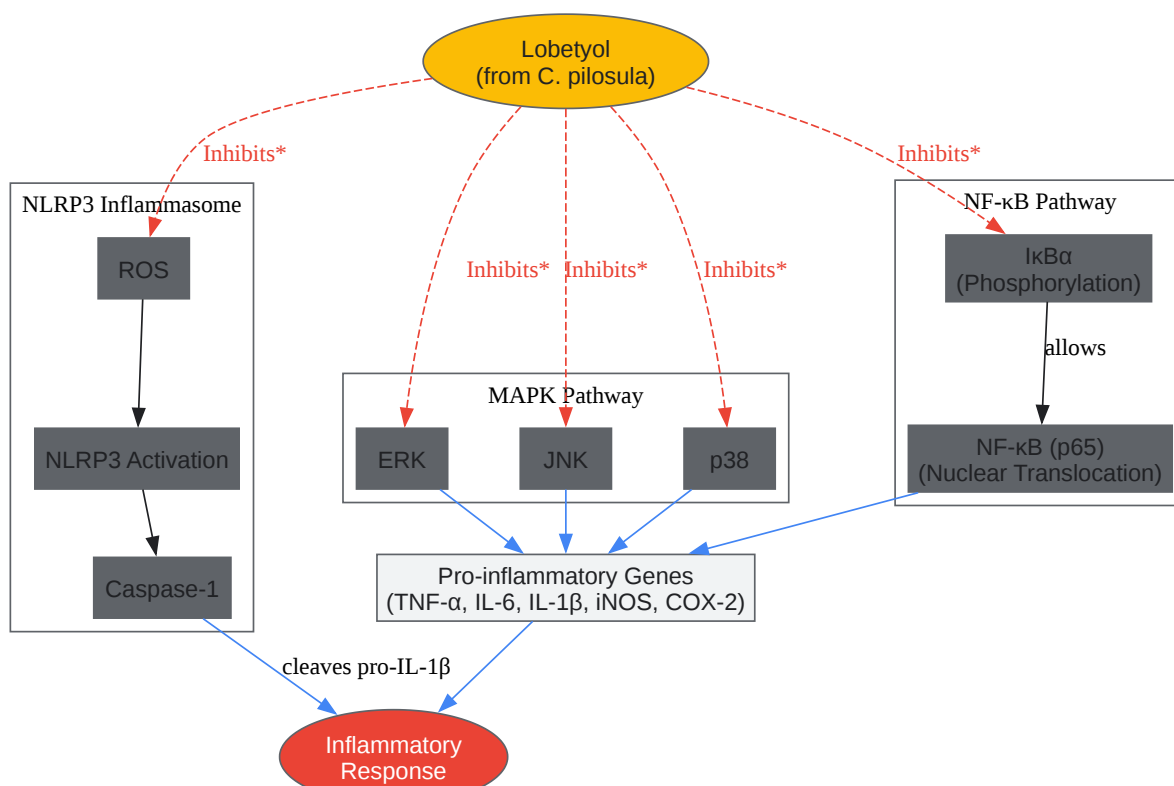 Lobetyol
(from C. pilosula)
Inhibits*
Inhibits*
NLRP3 Inflammasome
NF-κB Pathway
ROS
Inhibits*
Inhibits*
Inhibits*
IκBα
(Phosphorylation)
allows
MAPK Pathway
NLRP3 Activation
ERK
JNK
p38
NF-κB (p65)
(Nuclear Translocation)
Caspase-1
Pro-inflammatory Genes
(TNF-α, IL-6, IL-1β, iNOS, COX-2)
cleaves pro-IL-1β
Inflammatory
Response